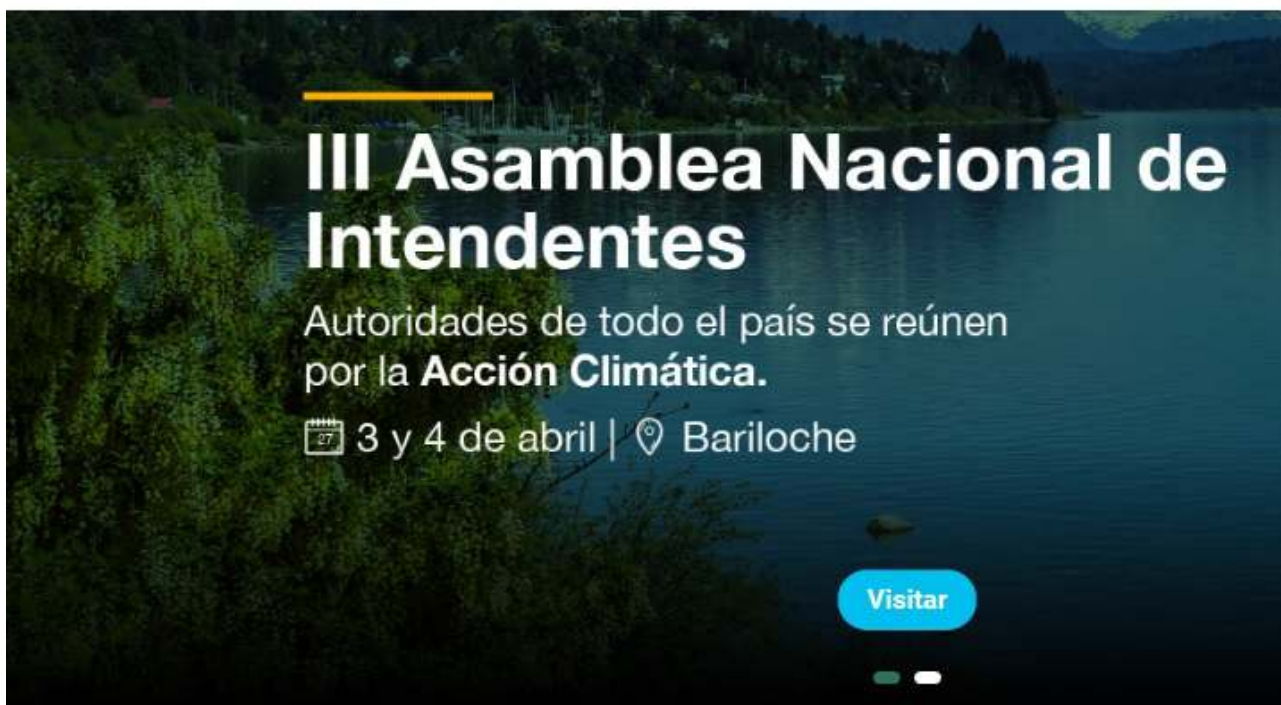 III Asamblea Nacional de
Intendentes
Autoridades de todo el país se reúnen
por la Acción Climática.
27 3 y 4 de abril | Bariloche
Visitar